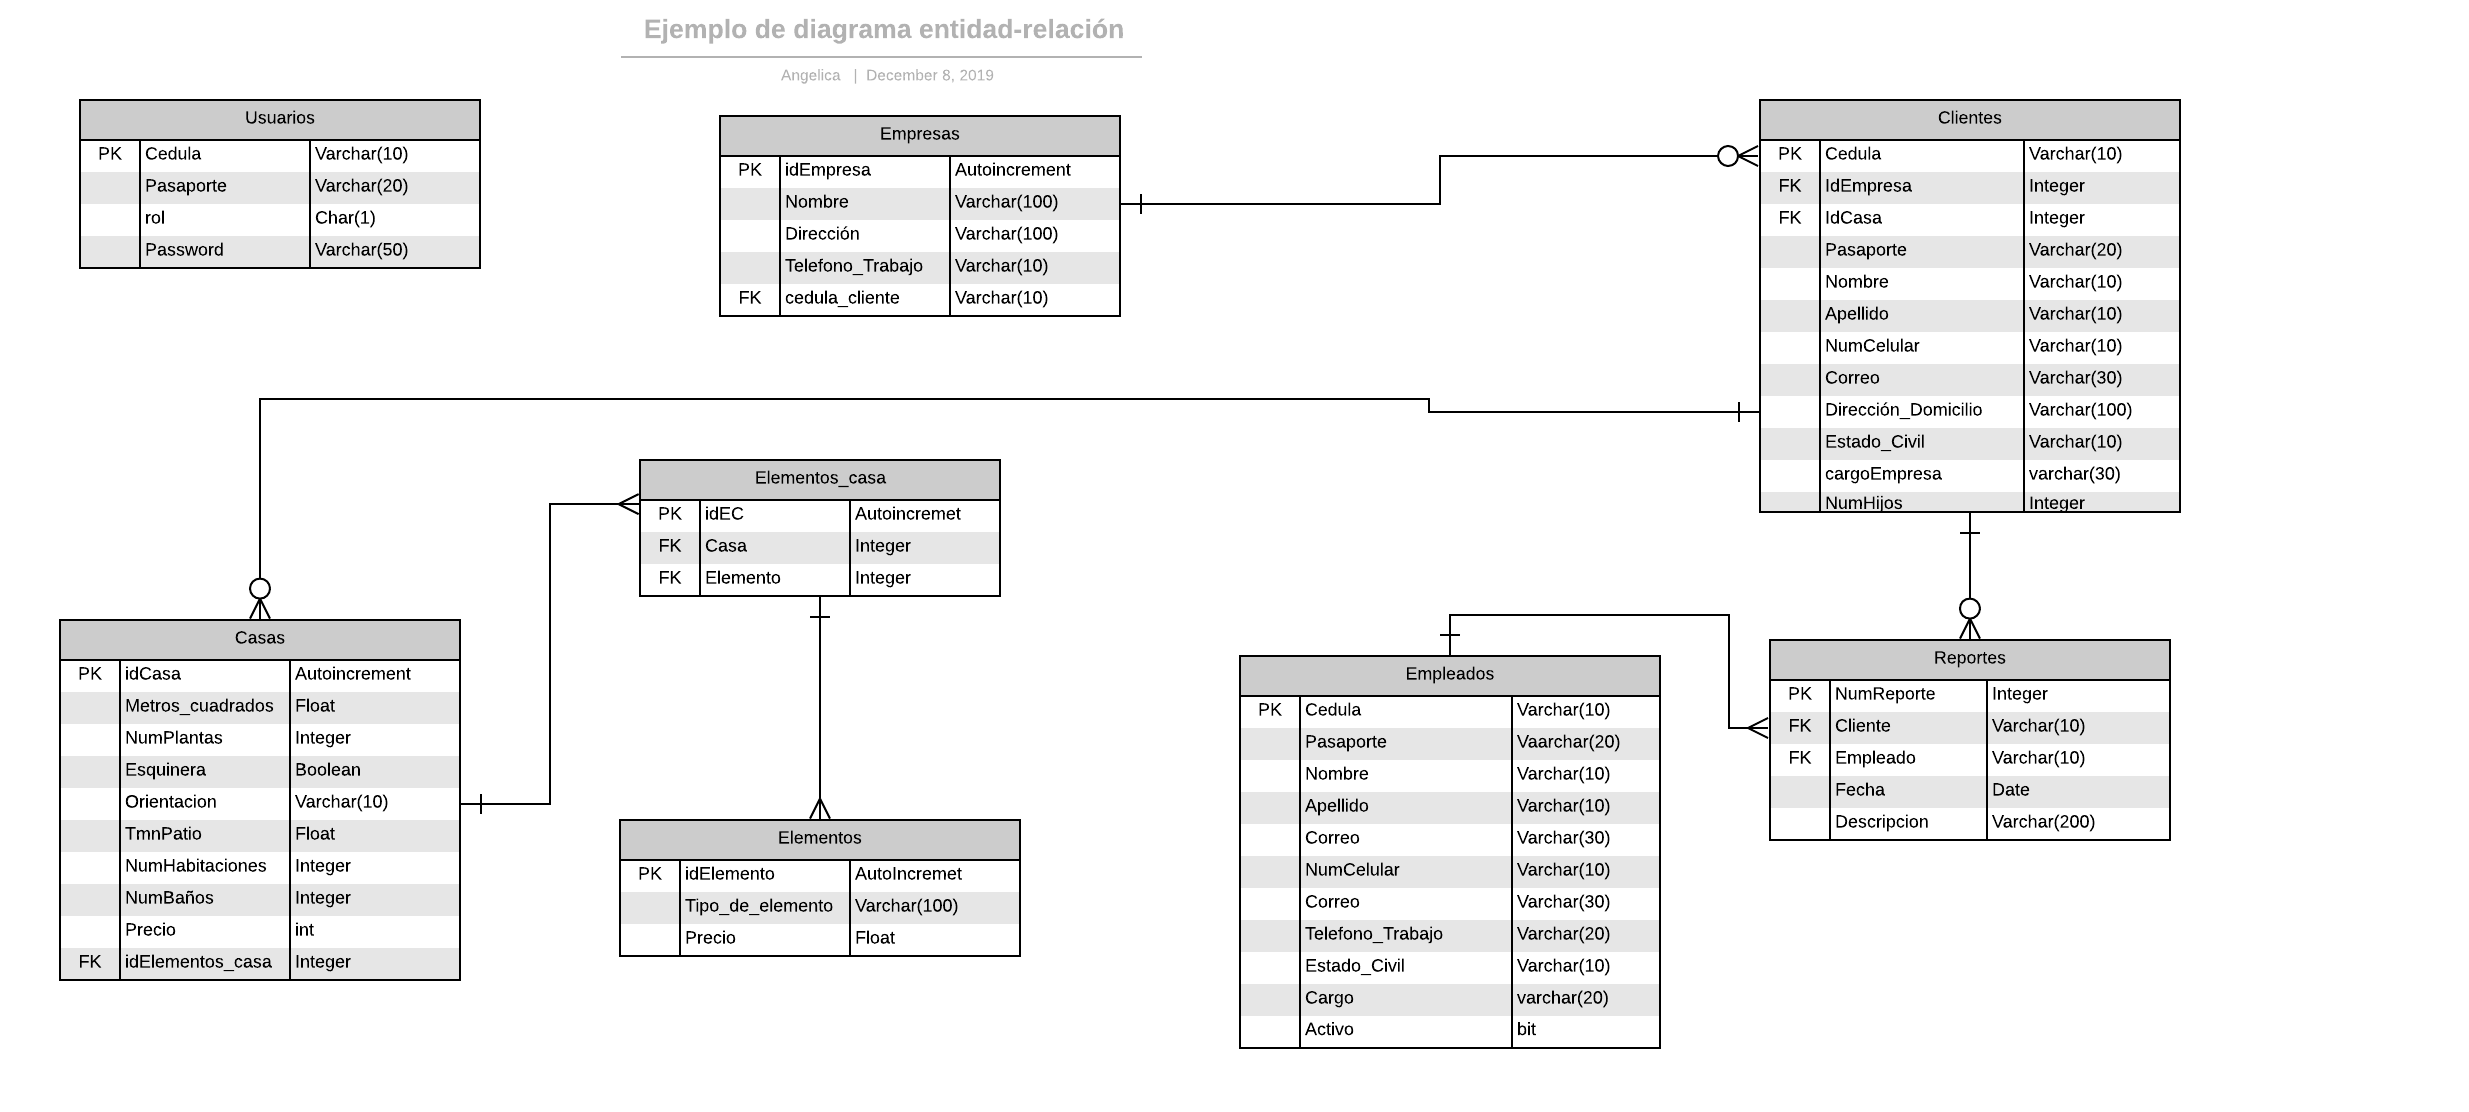 Ejemplo de diagrama entidad-relación
Angelica | December 8, 2019
Usuarios
PK Cedula Varchar(10)
Pasaporte Varchar(20)
rol Char(1)
Password Varchar(50)
Empresas
PK idEmpresa Autoincrement
Nombre Varchar(100)
Dirección Varchar(100)
Telefono_Trabajo Varchar(10)
FK cedula_cliente Varchar(10)
Clientes
PK Cedula Varchar(10)
FK IdEmpresa Integer
FK IdCasa Integer
Pasaporte Varchar(20)
Nombre Varchar(10)
Apellido Varchar(10)
NumCelular Varchar(10)
Correo Varchar(30)
Dirección_Domicilio Varchar(100)
Estado_Civil Varchar(10)
cargoEmpresa varchar(30)
NumHijos Integer
Elementos_casa
PK idEC Autoincremet
FK Casa Integer
FK Elemento Integer
Casas
PK idCasa Autoincrement
Metros_cuadrados Float
NumPlantas Integer
Esquinera Boolean
Orientacion Varchar(10)
TmnPatio Float
NumHabitaciones Integer
NumBaños Integer
Precio int
FK idElementos_casa Integer
Elementos
PK idElemento AutoIncremet
Tipo_de_elemento Varchar(100)
Precio Float
Empleados
PK Cedula Varchar(10)
Pasaporte Vaarchar(20)
Nombre Varchar(10)
Apellido Varchar(10)
Correo Varchar(30)
NumCelular Varchar(10)
Correo Varchar(30)
Telefono_Trabajo Varchar(20)
Estado_Civil Varchar(10)
Cargo varchar(20)
Activo bit
Reportes
PK NumReporte Integer
FK Cliente Varchar(10)
FK Empleado Varchar(10)
Fecha Date
Descripcion Varchar(200)